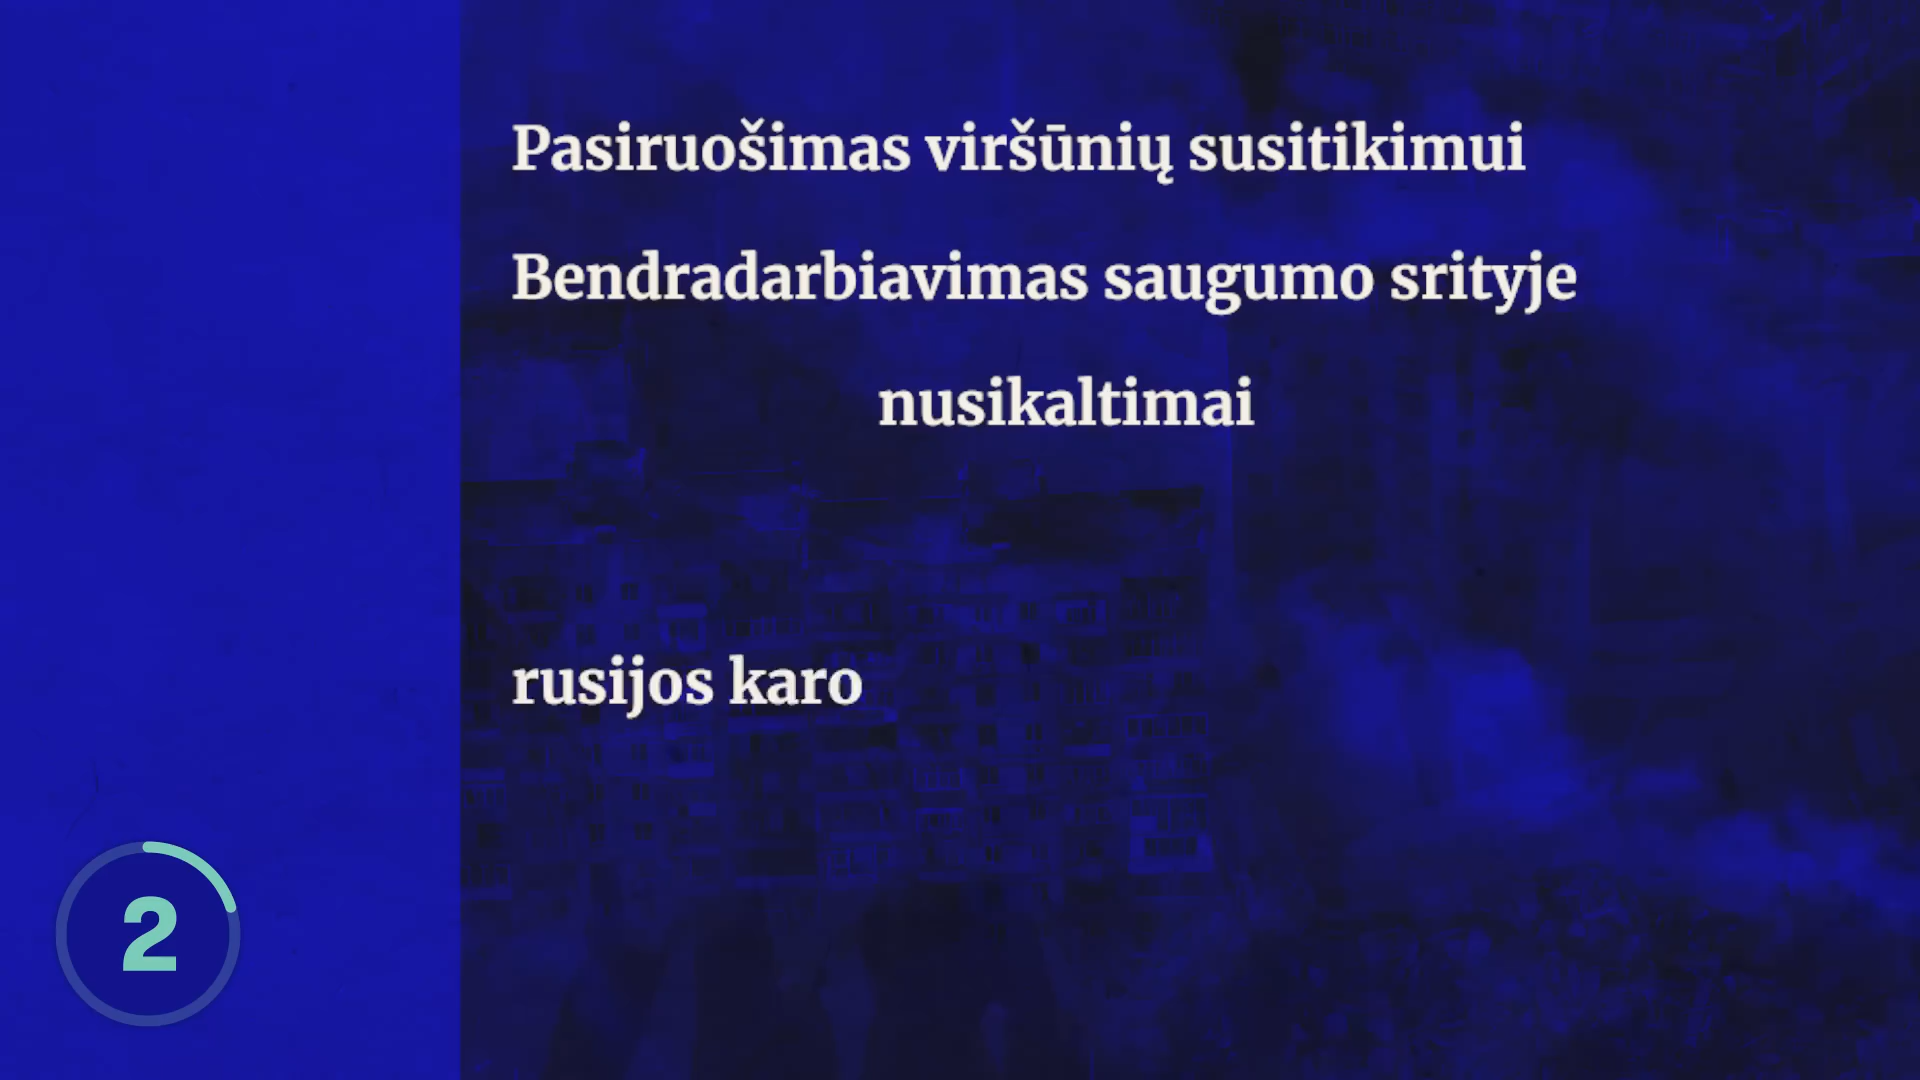 Pasiruošimas viršūnių susitikimui
Bendradarbiavimas saugumo srityje
nusikaltimai
rusijos karo
2